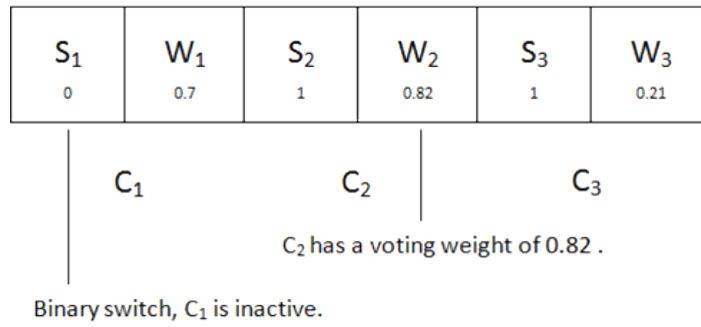 S₁ W₁ S₂ W₂ S₃ W₃
0 0.7 1 0.82 1 0.21
C₁ C₂ C₃
C₂ has a voting weight of 0.82 .
Binary switch, C₁ is inactive.